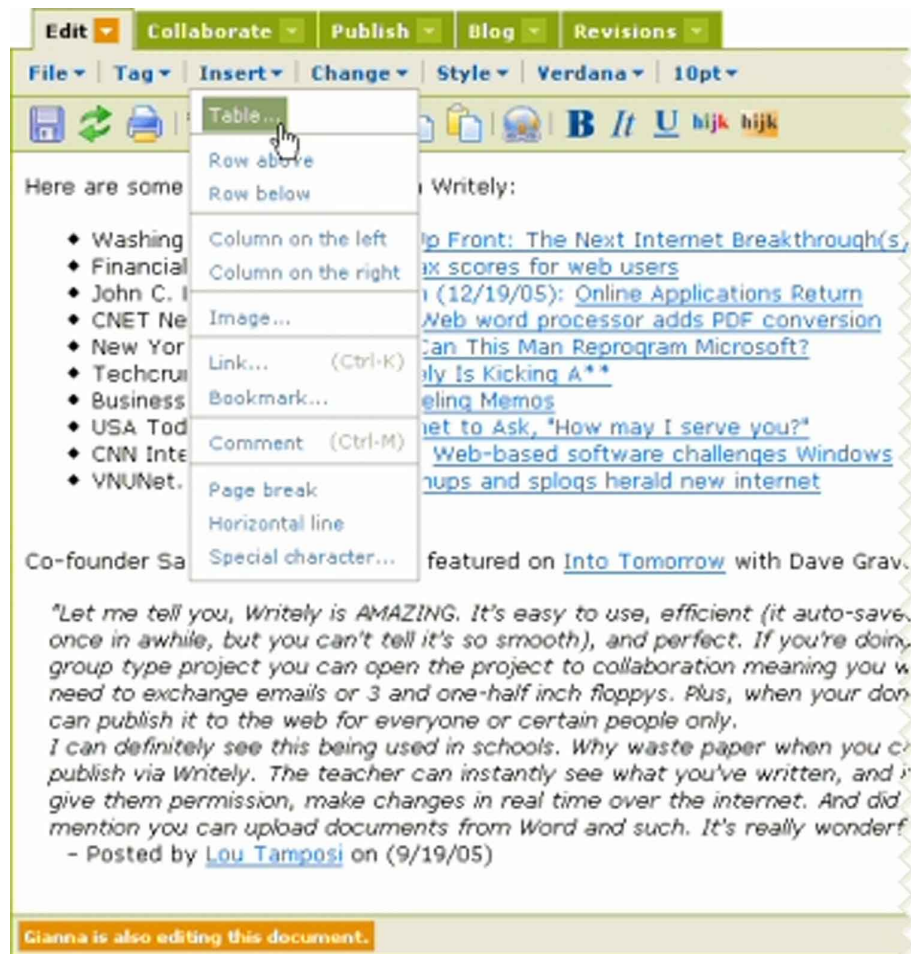 Edit Collaborate Publish Blog Revisions
File Tag Insert Change Style Verdana 10pt
B It U hijk hijk
Table...
Row above
Row below
Column on the left
Column on the right
Image...
Link... (Ctrl-K)
Bookmark...
Comment (Ctrl-M)
Page break
Horizontal line
Special character...
Here are some Writely:
Washing Up Front: The Next Internet Breakthrough(s,
Financial scores for web users
John C. (12/19/05): Online Applications Return
CNET Ne Web word processor adds PDF conversion
New Yor Can This Man Reprogram Microsoft?
Techcru ly Is Kicking A**
Business eling Memos
USA Tod et to Ask, "How may I serve you?"
CNN Inte Web-based software challenges Windows
VNUNet. hups and splogs herald new internet
Co-founder Sa featured on Into Tomorrow with Dave Grav
"Let me tell you, Writely is AMAZING. It's easy to use, efficient (it auto-save
once in awhile, but you can't tell it's so smooth), and perfect. If you're doin
group type project you can open the project to collaboration meaning you w
need to exchange emails or 3 and one-half inch floppys. Plus, when your don
can publish it to the web for everyone or certain people only.
I can definitely see this being used in schools. Why waste paper when you c
publish via Writely. The teacher can instantly see what you've written, and
give them permission, make changes in real time over the internet. And did
mention you can upload documents from Word and such. It's really wonderf
– Posted by Lou Tamposi on (9/19/05)
Gianna is also editing this document.